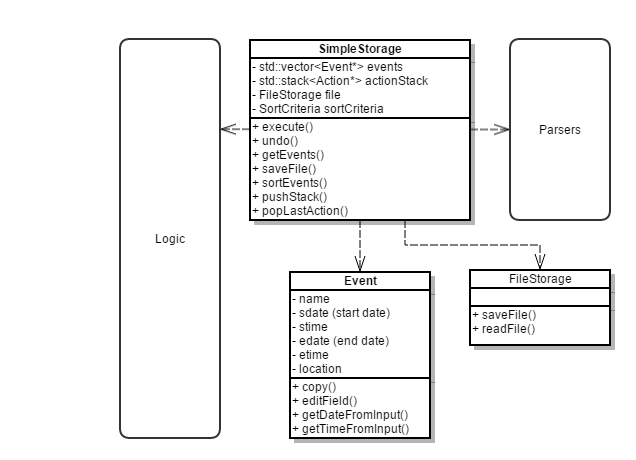 Logic
SimpleStorage
- std::vector<Event*> events
- std::stack<Action*> actionStack
- FileStorage file
- SortCriteria sortCriteria
+ execute()
+ undo()
+ getEvents()
+ saveFile()
+ sortEvents()
+ pushStack()
+ popLastAction()
Parsers
Event
- name
- sdate (start date)
- stime
- edate (end date)
- etime
- location
+ copy()
+ editField()
+ getDateFromInput()
+ getTimeFromInput()
FileStorage
+ saveFile()
+ readFile()